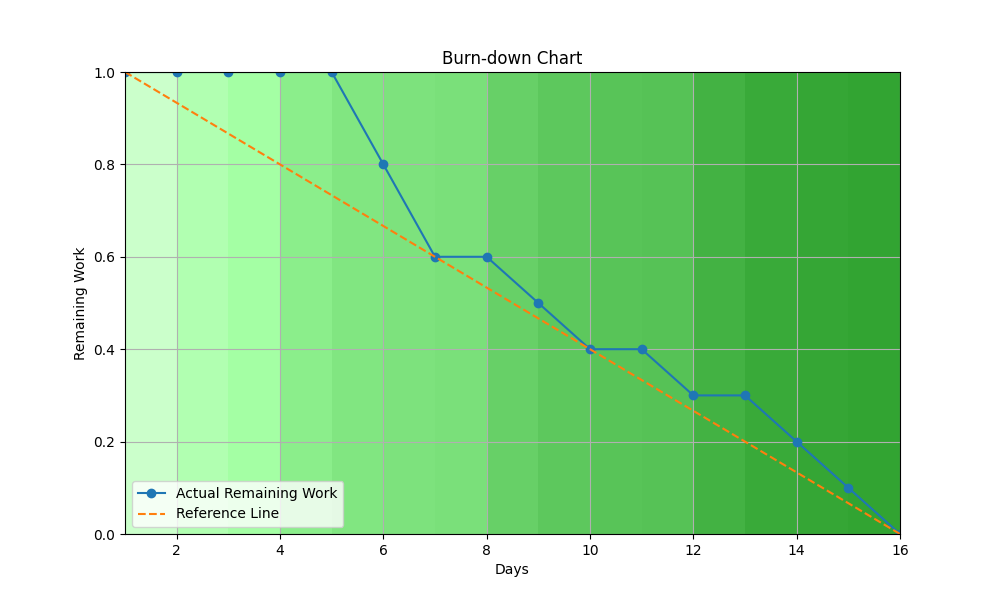 Burn-down Chart
1.0
0.8
0.6
0.4
0.2
0.0
Remaining Work
Actual Remaining Work
Reference Line
2 4 6 8 10 12 14 16
Days